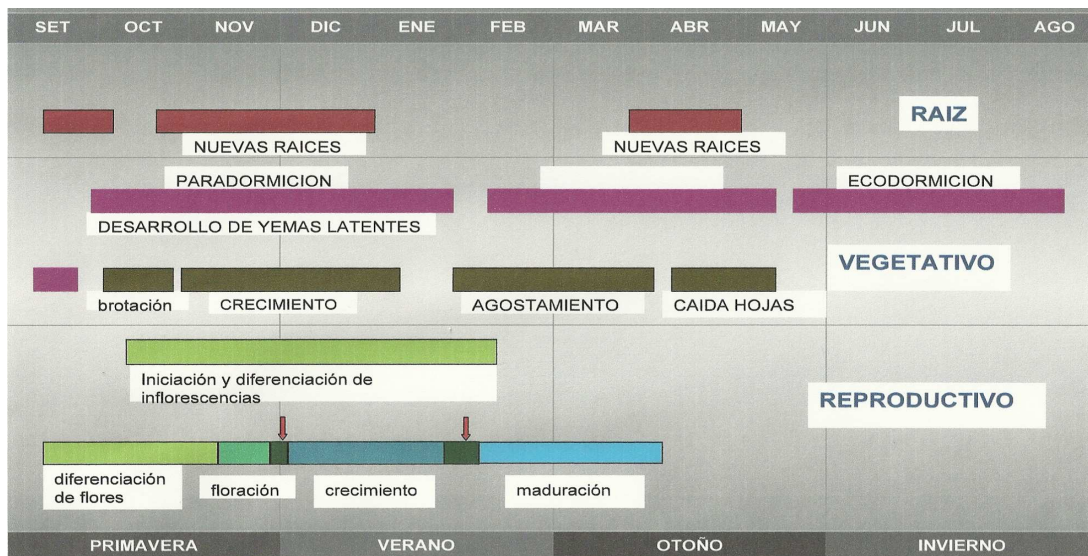 SET OCT NOV DIC ENE FEB MAR ABR MAY JUN JUL AGO
RAIZ
NUEVAS RAICES NUEVAS RAICES
PARADORMICION ECODORMICION
DESARROLLO DE YEMAS LATENTES
VEGETATIVO
brotación CRECIMIENTO AGOSTAMIENTO CAIDA HOJAS
Iniciación y diferenciación de
inflorescencias
REPRODUCTIVO
diferenciación
de flores
floración crecimiento maduración
PRIMAVERA VERANO OTOÑO INVIERNO